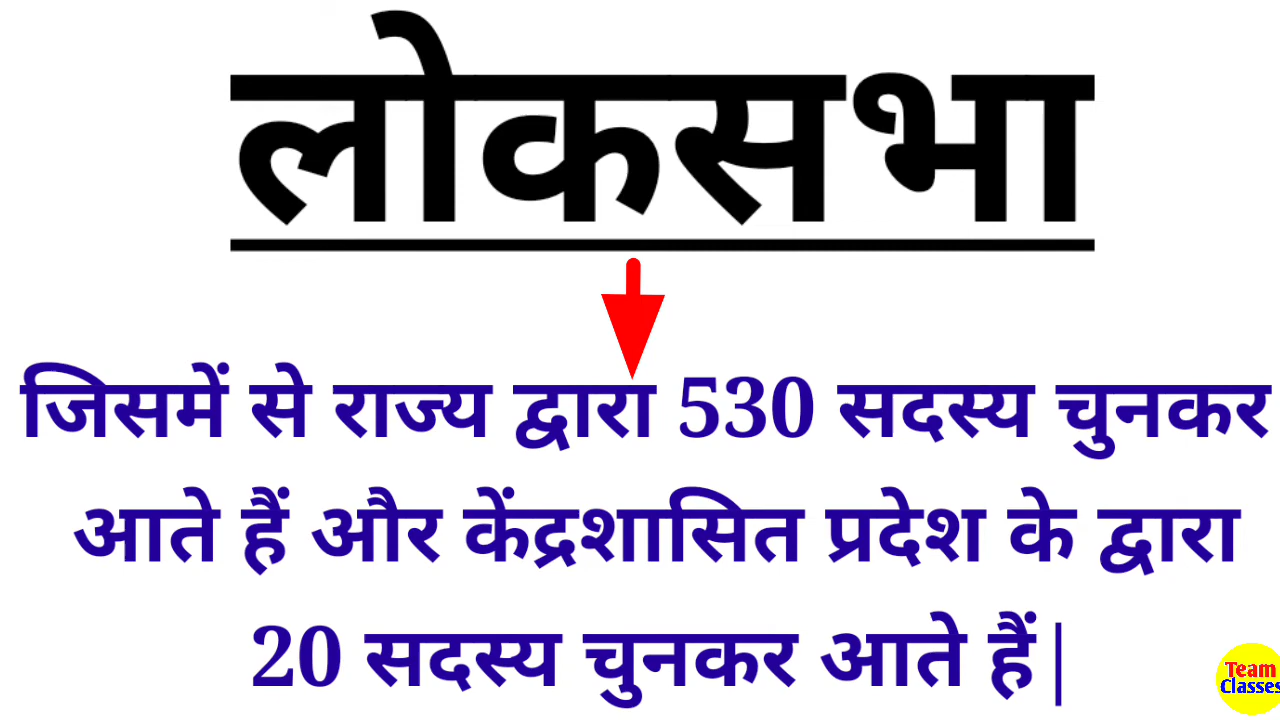 लोकसभा
जिसमें से राज्य द्वारा 530 सदस्य चुनकर
आते हैं और केंद्रशासित प्रदेश के द्वारा
20 सदस्य चुनकर आते हैं|
Team
Classes